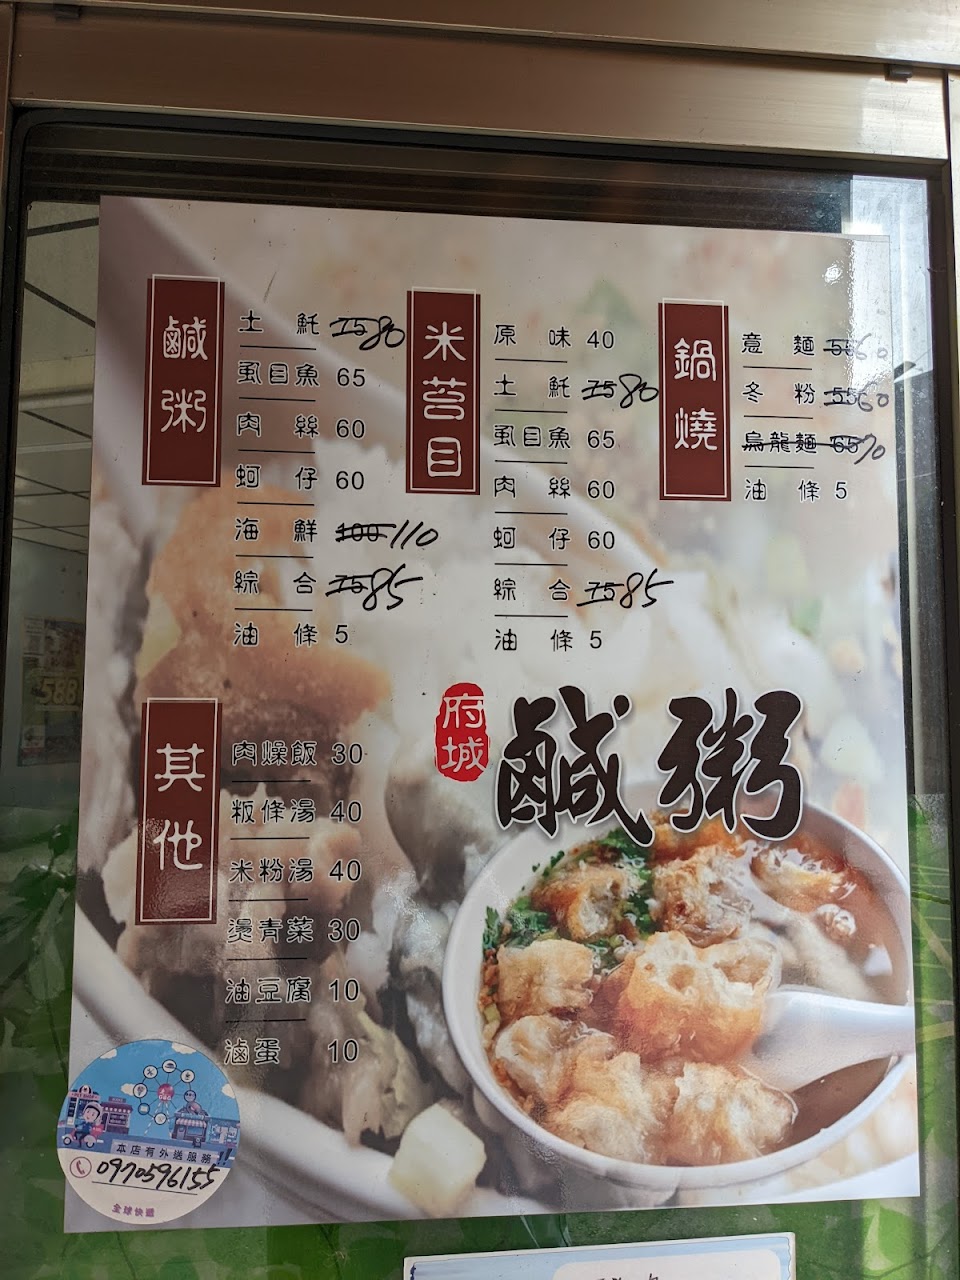 鹹粥
土魠 75 80
虱目魚 65
肉絲 60
蚵仔 60
海鮮 100 110
綜合 75 85
油條 5
米苔目
原味 40
土魠 75 80
虱目魚 65
肉絲 60
蚵仔 60
綜合 75 85
油條 5
鍋燒
意麵 55 60
冬粉 55 60
烏龍麵 65 70
油條 5
其他
肉燥飯 30
粄條湯 40
米粉湯 40
燙青菜 30
油豆腐 10
滷蛋 10
府城
鹹粥
本店有外送服務
0970596155
全球快遞
588